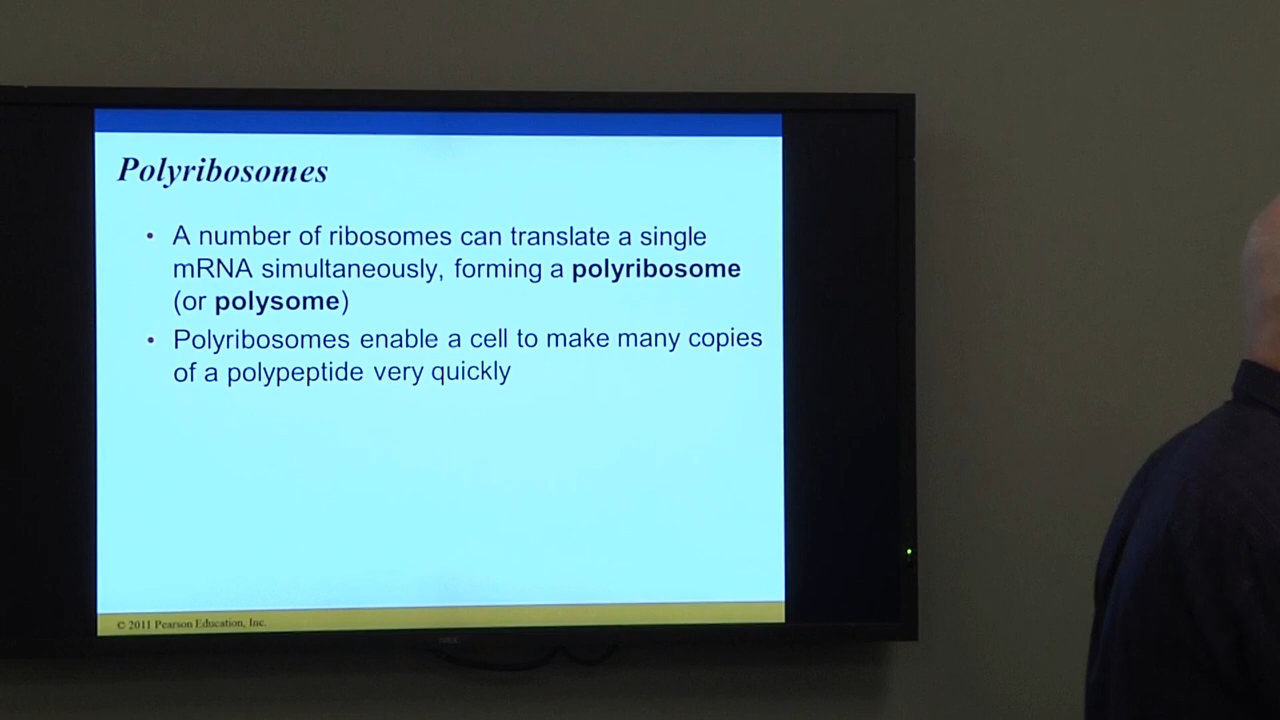 Polyribosomes
• A number of ribosomes can translate a single
mRNA simultaneously, forming a polyribosome
(or polysome)
• Polyribosomes enable a cell to make many copies
of a polypeptide very quickly
© 2011 Pearson Education, Inc.
NEC